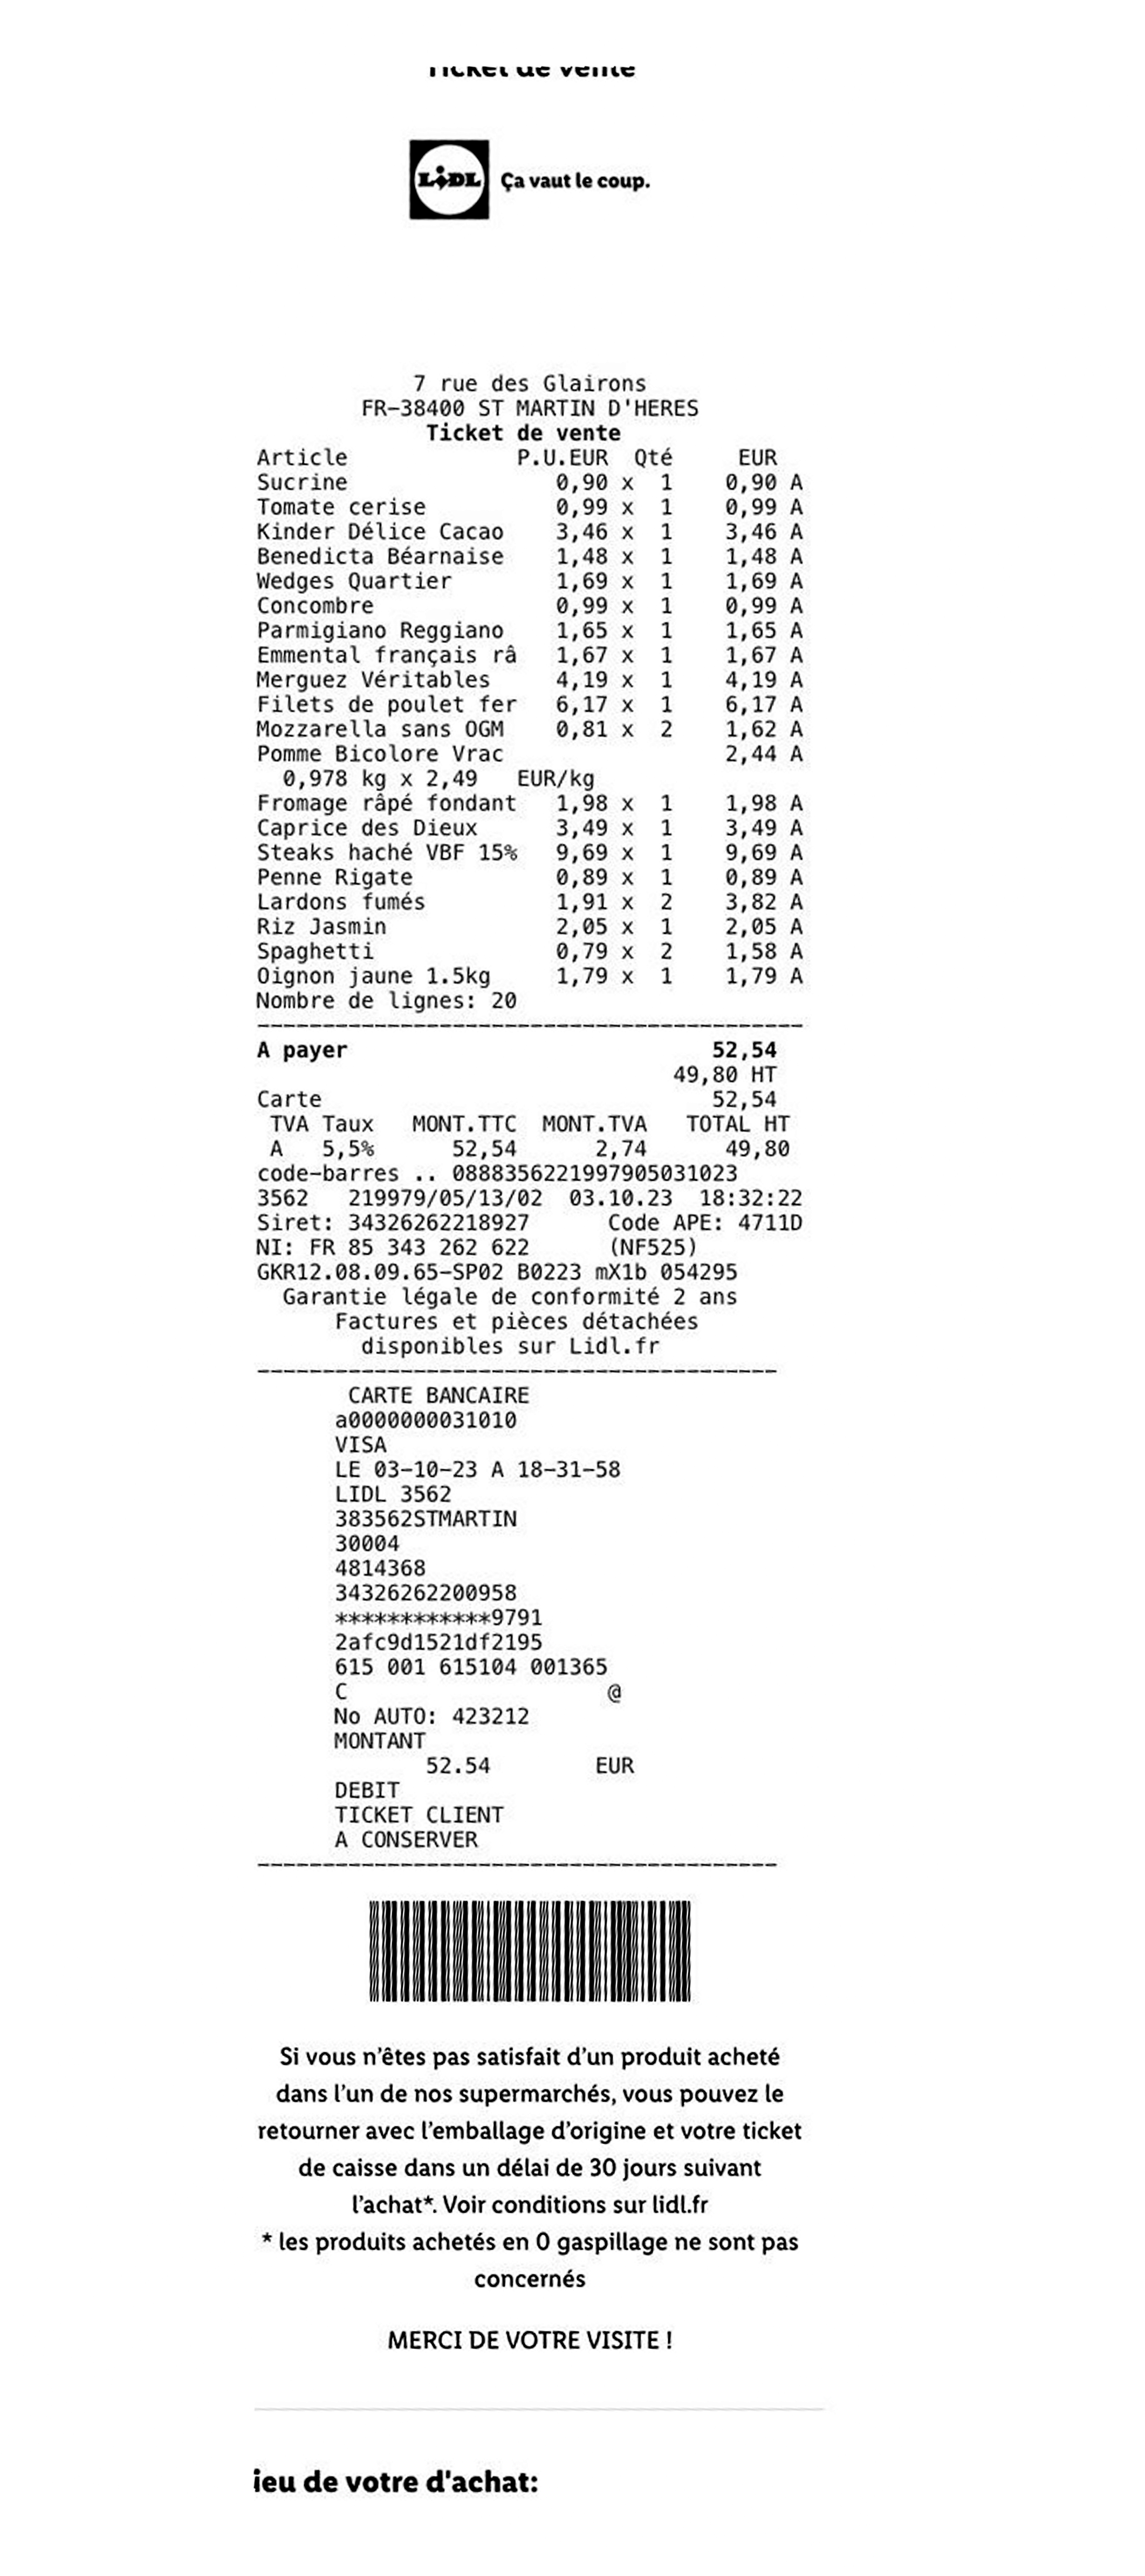 Ticket de vente
LIDL Ça vaut le coup.
7 rue des Glairons
FR-38400 ST MARTIN D'HERES
Ticket de vente
Article P.U.EUR Qté EUR
Sucrine 0,90 x 1 0,90 A
Tomate cerise 0,99 x 1 0,99 A
Kinder Délice Cacao 3,46 x 1 3,46 A
Benedicta Béarnaise 1,48 x 1 1,48 A
Wedges Quartier 1,69 x 1 1,69 A
Concombre 0,99 x 1 0,99 A
Parmigiano Reggiano 1,65 x 1 1,65 A
Emmental français râ 1,67 x 1 1,67 A
Merguez Véritables 4,19 x 1 4,19 A
Filets de poulet fer 6,17 x 1 6,17 A
Mozzarella sans OGM 0,81 x 2 1,62 A
Pomme Bicolore Vrac 2,44 A
0,978 kg x 2,49 EUR/kg
Fromage râpé fondant 1,98 x 1 1,98 A
Caprice des Dieux 3,49 x 1 3,49 A
Steaks haché VBF 15% 9,69 x 1 9,69 A
Penne Rigate 0,89 x 1 0,89 A
Lardons fumés 1,91 x 2 3,82 A
Riz Jasmin 2,05 x 1 2,05 A
Spaghetti 0,79 x 2 1,58 A
Oignon jaune 1.5kg 1,79 x 1 1,79 A
Nombre de lignes: 20
A payer 52,54
49,80 HT
Carte 52,54
TVA Taux MONT.TTC MONT.TVA TOTAL HT
A 5,5% 52,54 2,74 49,80
code-barres .. 0888356221997905031023
3562 219979/05/13/02 03.10.23 18:32:22
Siret: 34326262218927 Code APE: 4711D
NI: FR 85 343 262 622 (NF525)
GKR12.08.09.65-SP02 B0223 mX1b 054295
Garantie légale de conformité 2 ans
Factures et pièces détachées
disponibles sur Lidl.fr
CARTE BANCAIRE
a0000000031010
VISA
LE 03-10-23 A 18-31-58
LIDL 3562
383562STMARTIN
30004
4814368
34326262200958
************9791
2afc9d1521df2195
615 001 615104 001365
C @
No AUTO: 423212
MONTANT
52.54 EUR
DEBIT
TICKET CLIENT
A CONSERVER
Si vous n'êtes pas satisfait d'un produit acheté
dans l'un de nos supermarchés, vous pouvez le
retourner avec l'emballage d'origine et votre ticket
de caisse dans un délai de 30 jours suivant
l'achat*. Voir conditions sur lidl.fr
* les produits achetés en 0 gaspillage ne sont pas
concernés
MERCI DE VOTRE VISITE !
ieu de votre d'achat: